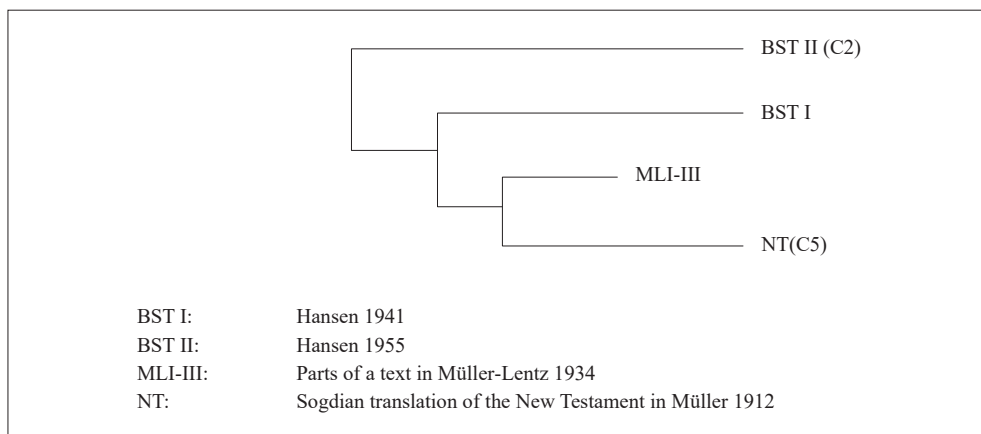 BST II (C2)
BST I
MLI-III
NT(C5)
BST I: Hansen 1941
BST II: Hansen 1955
MLI-III: Parts of a text in Müller-Lentz 1934
NT: Sogdian translation of the New Testament in Müller 1912